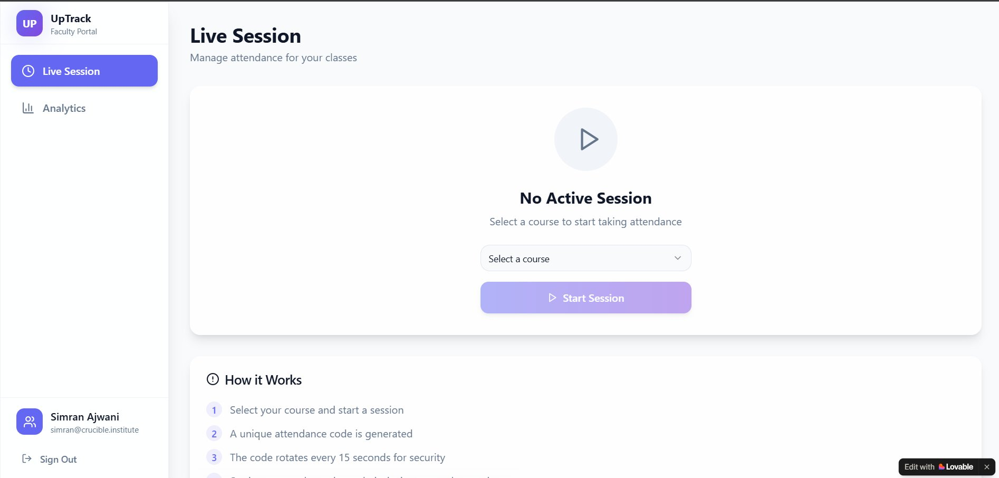 UP
UpTrack
Faculty Portal
Live Session
Analytics
Simran Ajwani
simran@crucible.institute
Sign Out
Live Session
Manage attendance for your classes
No Active Session
Select a course to start taking attendance
Select a course
Start Session
How it Works
1 Select your course and start a session
2 A unique attendance code is generated
3 The code rotates every 15 seconds for security
Edit with Lovable